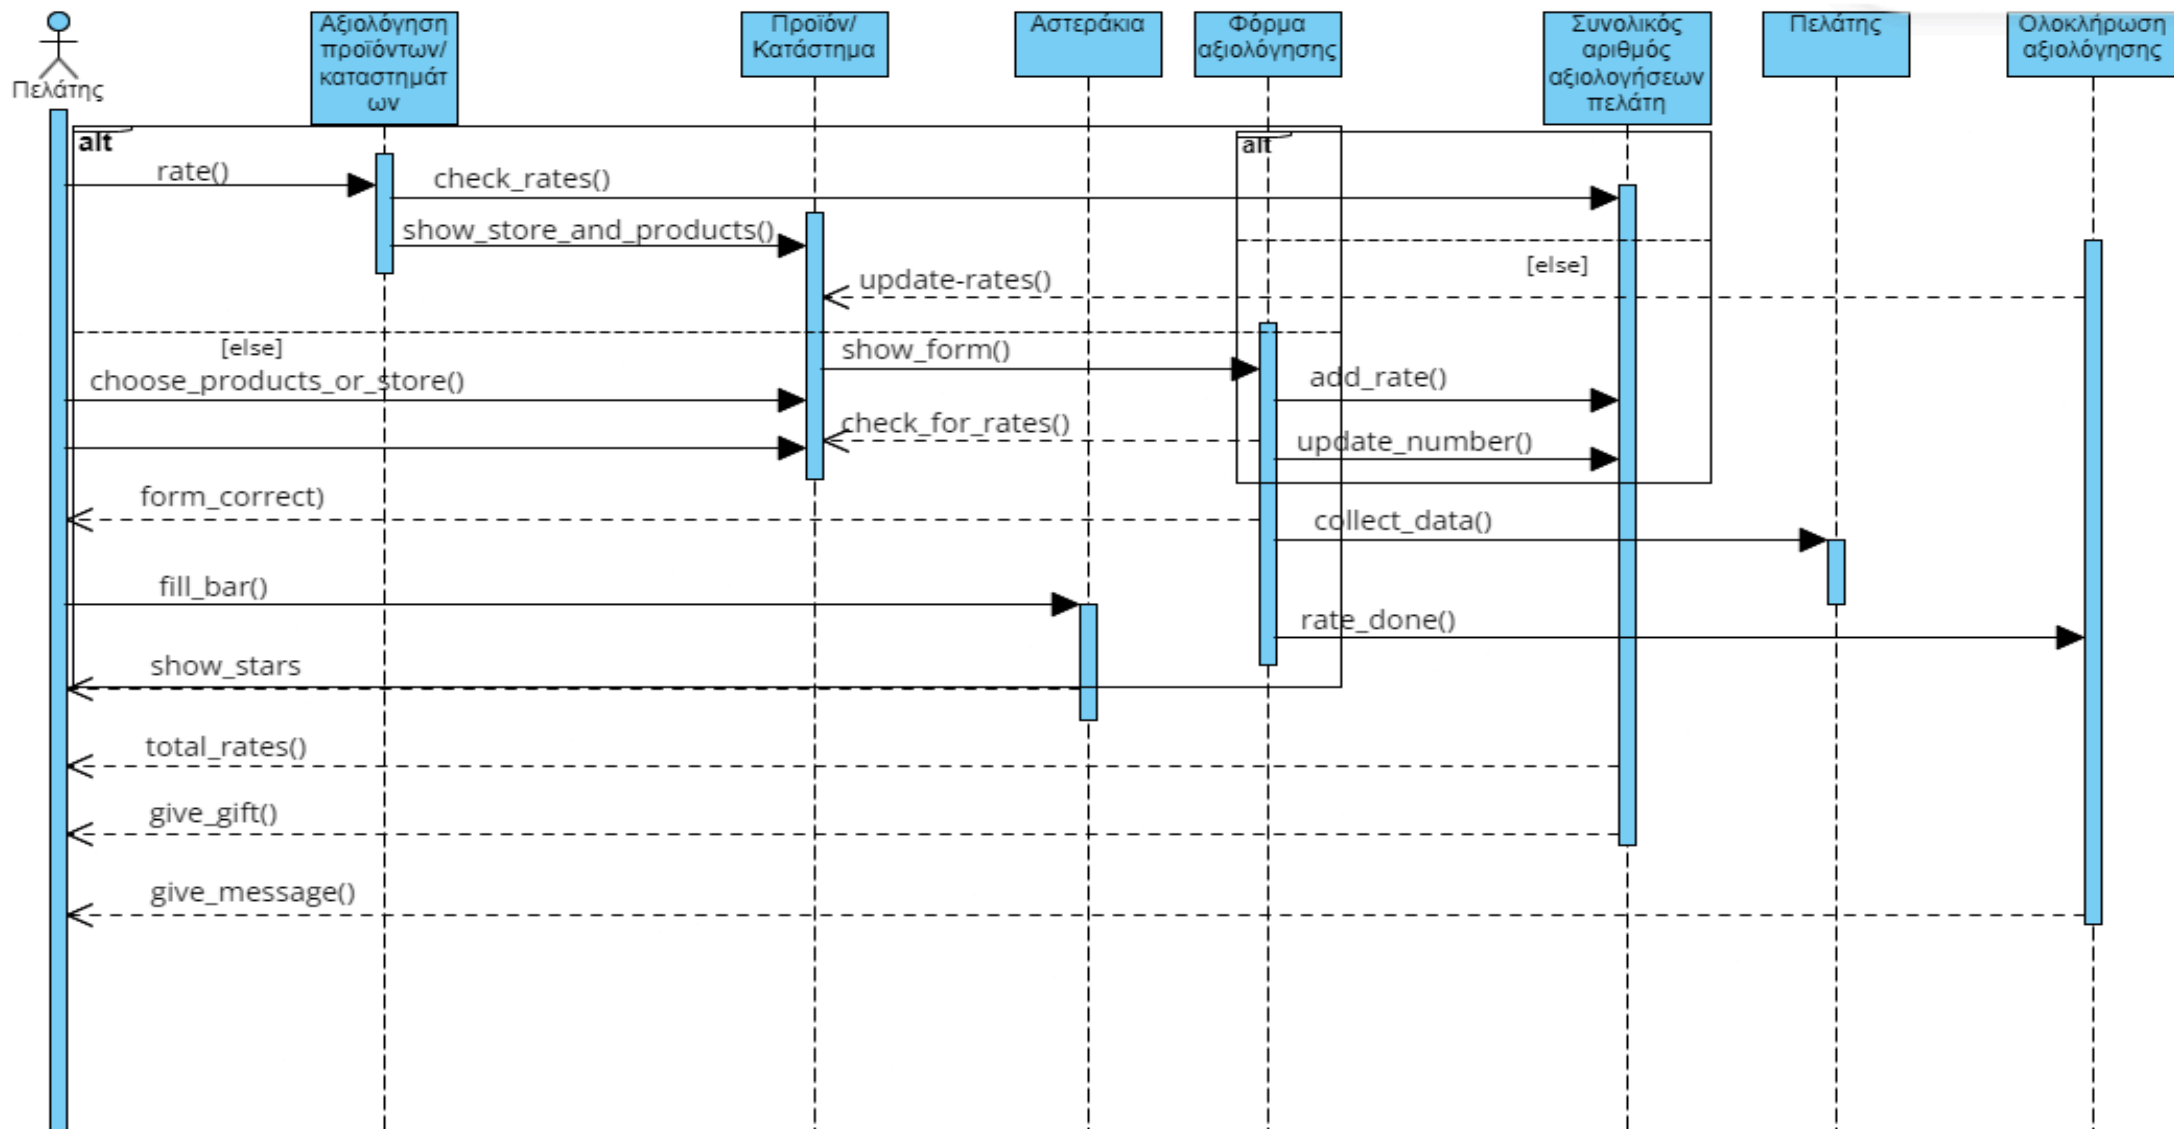 Πελάτης
Αξιολόγηση
προϊόντων/
καταστημάτ
ων
Προϊόν/
Κατάστημα
Αστεράκια
Φόρμα
αξιολόγησης
Συνολικός
αριθμός
αξιολογήσεων
πελάτη
Πελάτης
Ολοκλήρωση
αξιολόγησης
alt
alt
rate()
check_rates()
show_store_and_products()
[else]
update-rates()
[else]
show_form()
choose_products_or_store()
add_rate()
check_for_rates()
update_number()
form_correct)
collect_data()
fill_bar()
rate_done()
show_stars
total_rates()
give_gift()
give_message()